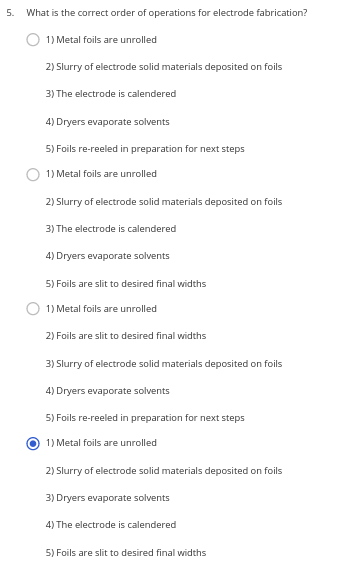 5. What is the correct order of operations for electrode fabrication?
1) Metal foils are unrolled
2) Slurry of electrode solid materials deposited on foils
3) The electrode is calendered
4) Dryers evaporate solvents
5) Foils re-reeled in preparation for next steps
1) Metal foils are unrolled
2) Slurry of electrode solid materials deposited on foils
3) The electrode is calendered
4) Dryers evaporate solvents
5) Foils are slit to desired final widths
1) Metal foils are unrolled
2) Foils are slit to desired final widths
3) Slurry of electrode solid materials deposited on foils
4) Dryers evaporate solvents
5) Foils re-reeled in preparation for next steps
1) Metal foils are unrolled
2) Slurry of electrode solid materials deposited on foils
3) Dryers evaporate solvents
4) The electrode is calendered
5) Foils are slit to desired final widths